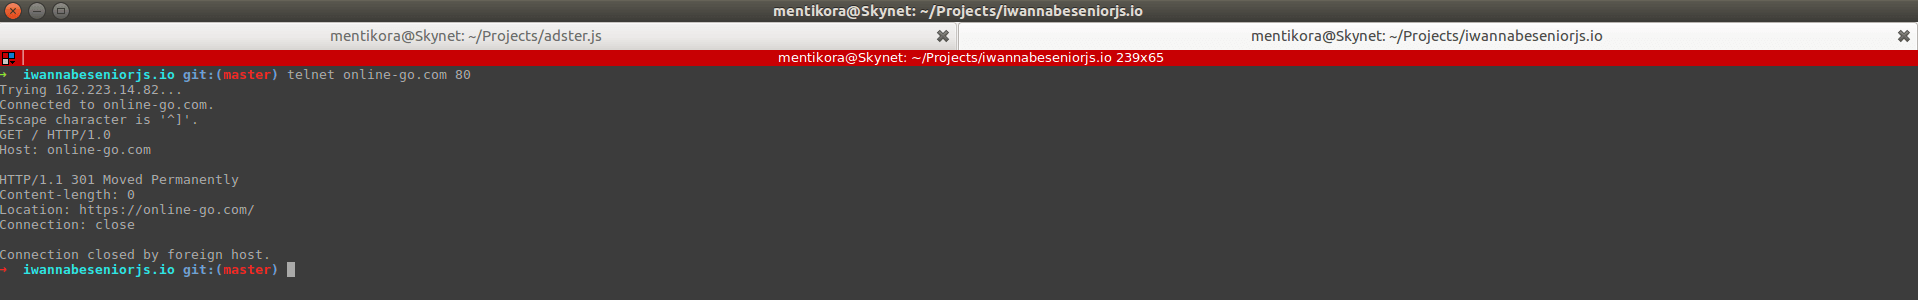 mentikora@Skynet: ~/Projects/iwannabeseniorjs.io
mentikora@Skynet: ~/Projects/adster.js
mentikora@Skynet: ~/Projects/iwannabeseniorjs.io
mentikora@Skynet: ~/Projects/iwannabeseniorjs.io 239x65
→ iwannabeseniorjs.io git:(master) telnet online-go.com 80
Trying 162.223.14.82...
Connected to online-go.com.
Escape character is '^]'.
GET / HTTP/1.0
Host: online-go.com
HTTP/1.1 301 Moved Permanently
Content-length: 0
Location: https://online-go.com/
Connection: close
Connection closed by foreign host.
→ iwannabeseniorjs.io git:(master)